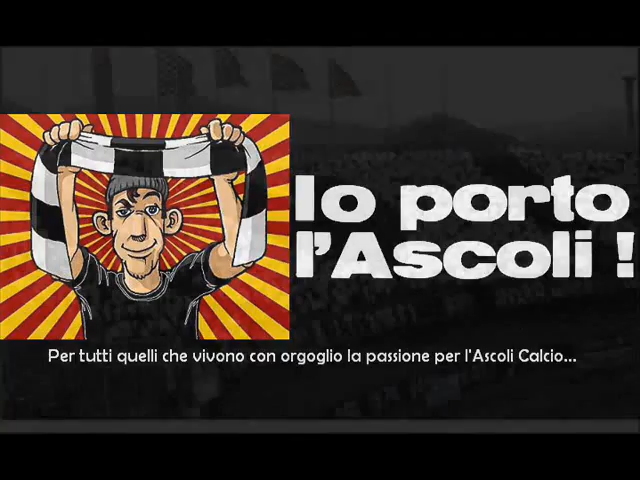 Io porto
l'Ascoli !
Per tutti quelli che vivono con orgoglio la passione per l'Ascoli Calcio...